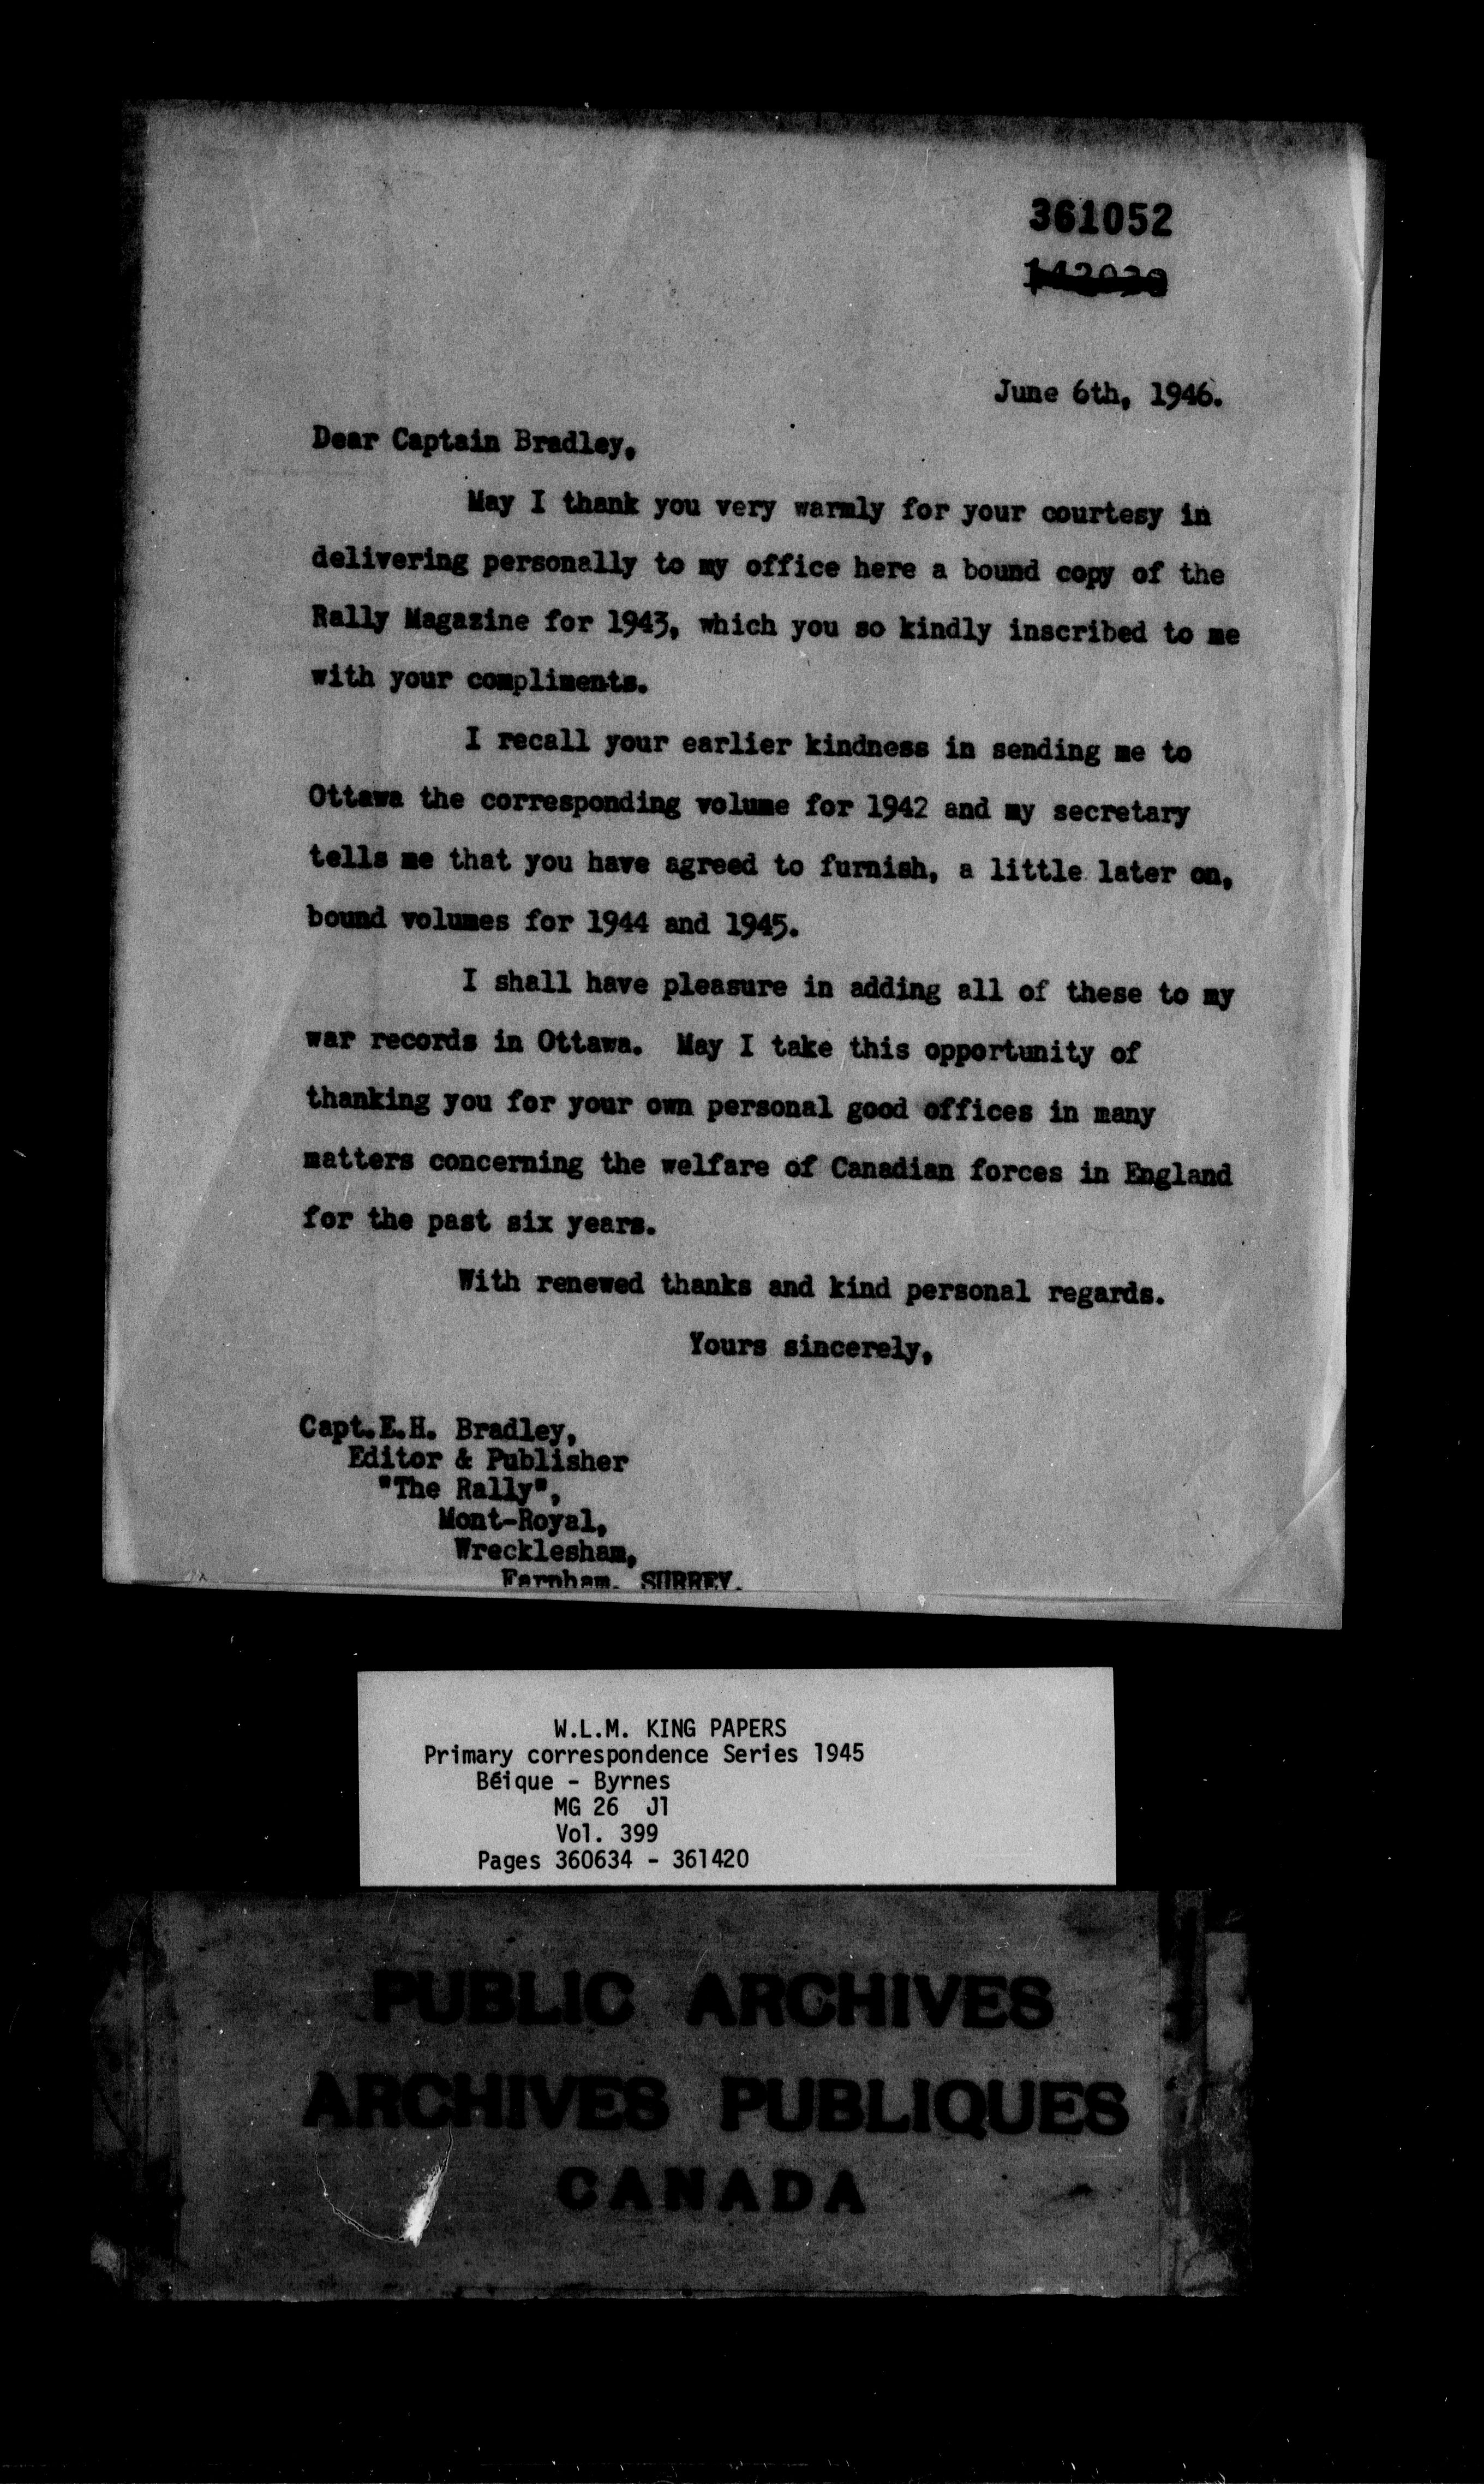 361052
June 6th, 1946.
Dear Captain Bradley,
May I thank you very warmly for your courtesy in
delivering personally to my office here a bound copy of the
Rally Magazine for 1943, which you so kindly inscribed to me
with your compliments.
I recall your earlier kindness in sending me to
Ottawa the corresponding volume for 1942 and my secretary
tells me that you have agreed to furnish, a little later on,
bound volumes for 1944 and 1945.
I shall have pleasure in adding all of these to my
war records in Ottawa. May I take this opportunity of
thanking you for your own personal good offices in many
matters concerning the welfare of Canadian forces in England
for the past six years.
With renewed thanks and kind personal regards.
Yours sincerely,
Capt.E.H. Bradley,
Editor & Publisher
"The Rally",
Mont-Royal,
Wrecklesham,
Farnham. SURREY.
W.L.M. KING PAPERS
Primary correspondence Series 1945
Béique - Byrnes
MG 26 J1
Vol. 399
Pages 360634 - 361420
PUBLIC ARCHIVES
ARCHIVES PUBLIQUES
CANADA